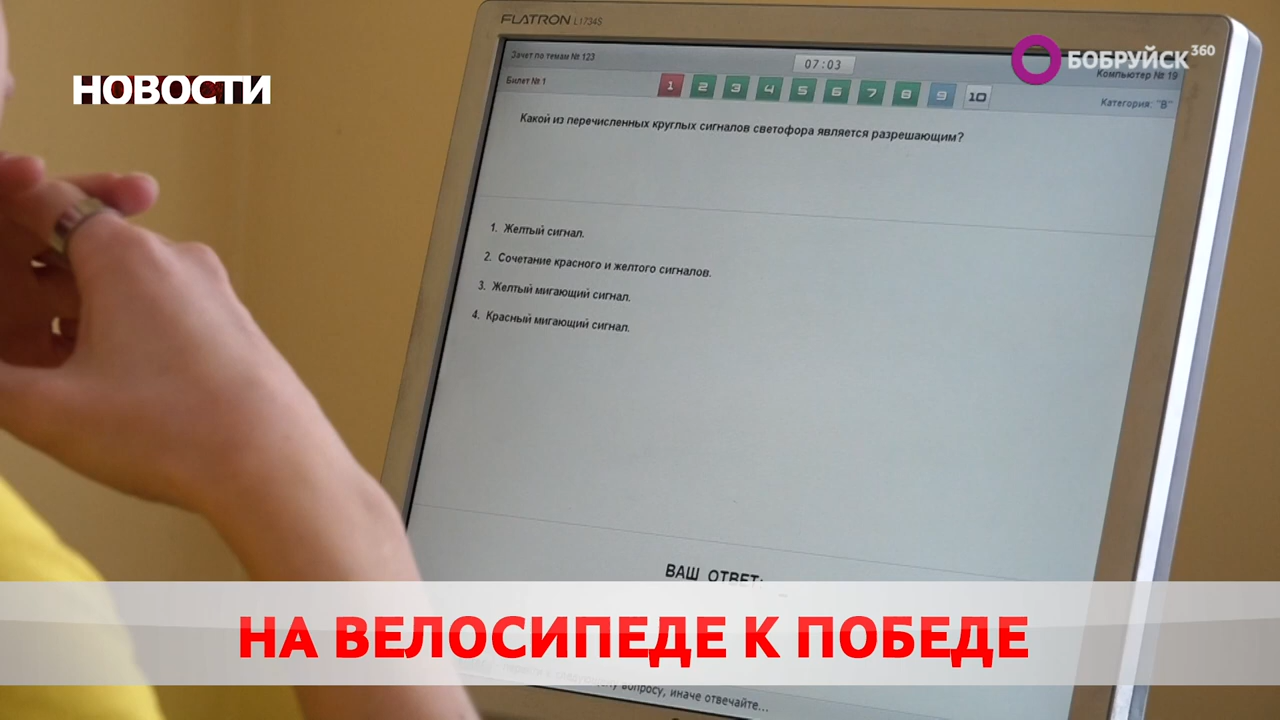 FLATRON L1734S
НОВОСТИ
БОБРУЙСК 360
Зачет по темам № 123
07:03
Компьютер № 19
Билет № 1
1 2 3 4 5 6 7 8 9 10
Категория: "B"
Какой из перечисленных круглых сигналов светофора является разрешающим?
1. Желтый сигнал.
2. Сочетание красного и желтого сигналов.
3. Желтый мигающий сигнал.
4. Красный мигающий сигнал.
ВАШ ОТВЕТ:
НА ВЕЛОСИПЕДЕ К ПОБЕДЕ
вопросу, иначе отвечайте...